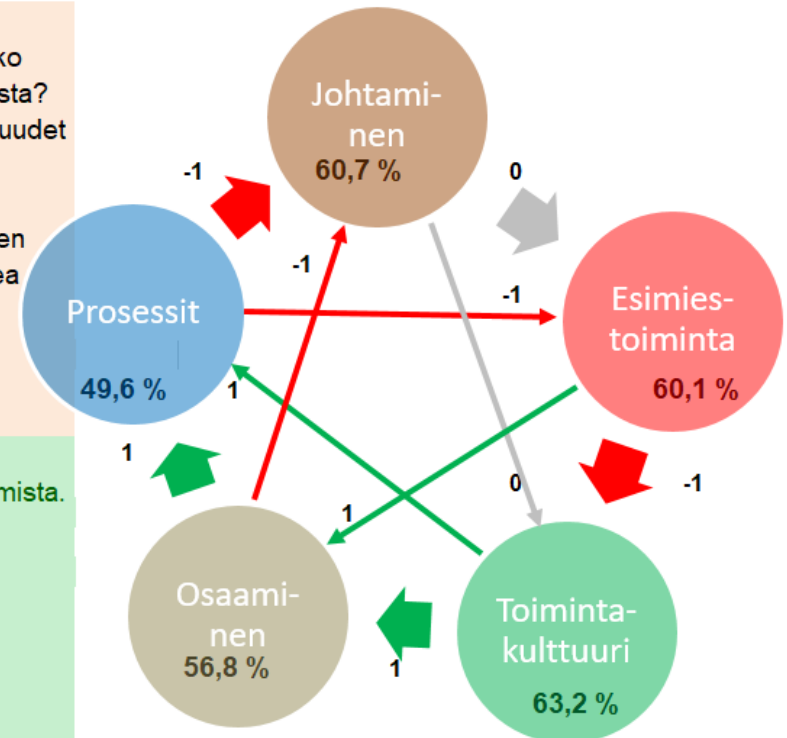 ko
sta?
uudet
en
ea
mista.
Johtami-
nen
60,7 %
-1
0
-1
-1
Prosessit
49,6 %
Esimies-
toiminta
60,1 %
1
1
0
-1
1
Osaami-
nen
56,8 %
1
Toiminta-
kulttuuri
63,2 %